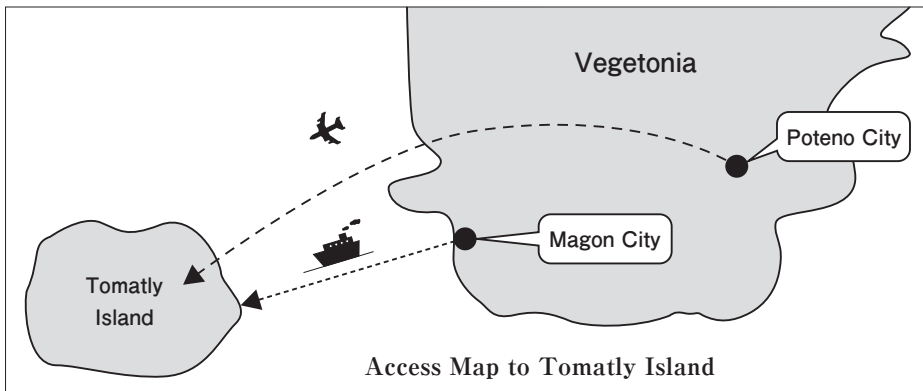 Vegetonia
Poteno City
Magon City
Tomatly
Island
Access Map to Tomatly Island